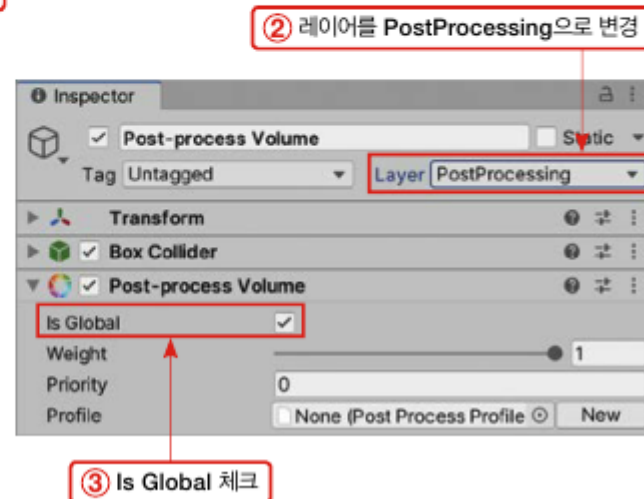 ② 레이어를 PostProcessing으로 변경
Inspector
Post-process Volume Static
Tag Untagged Layer PostProcessing
Transform
Box Collider
Post-process Volume
Is Global
Weight 1
Priority 0
Profile None (Post Process Profile New
③ Is Global 체크